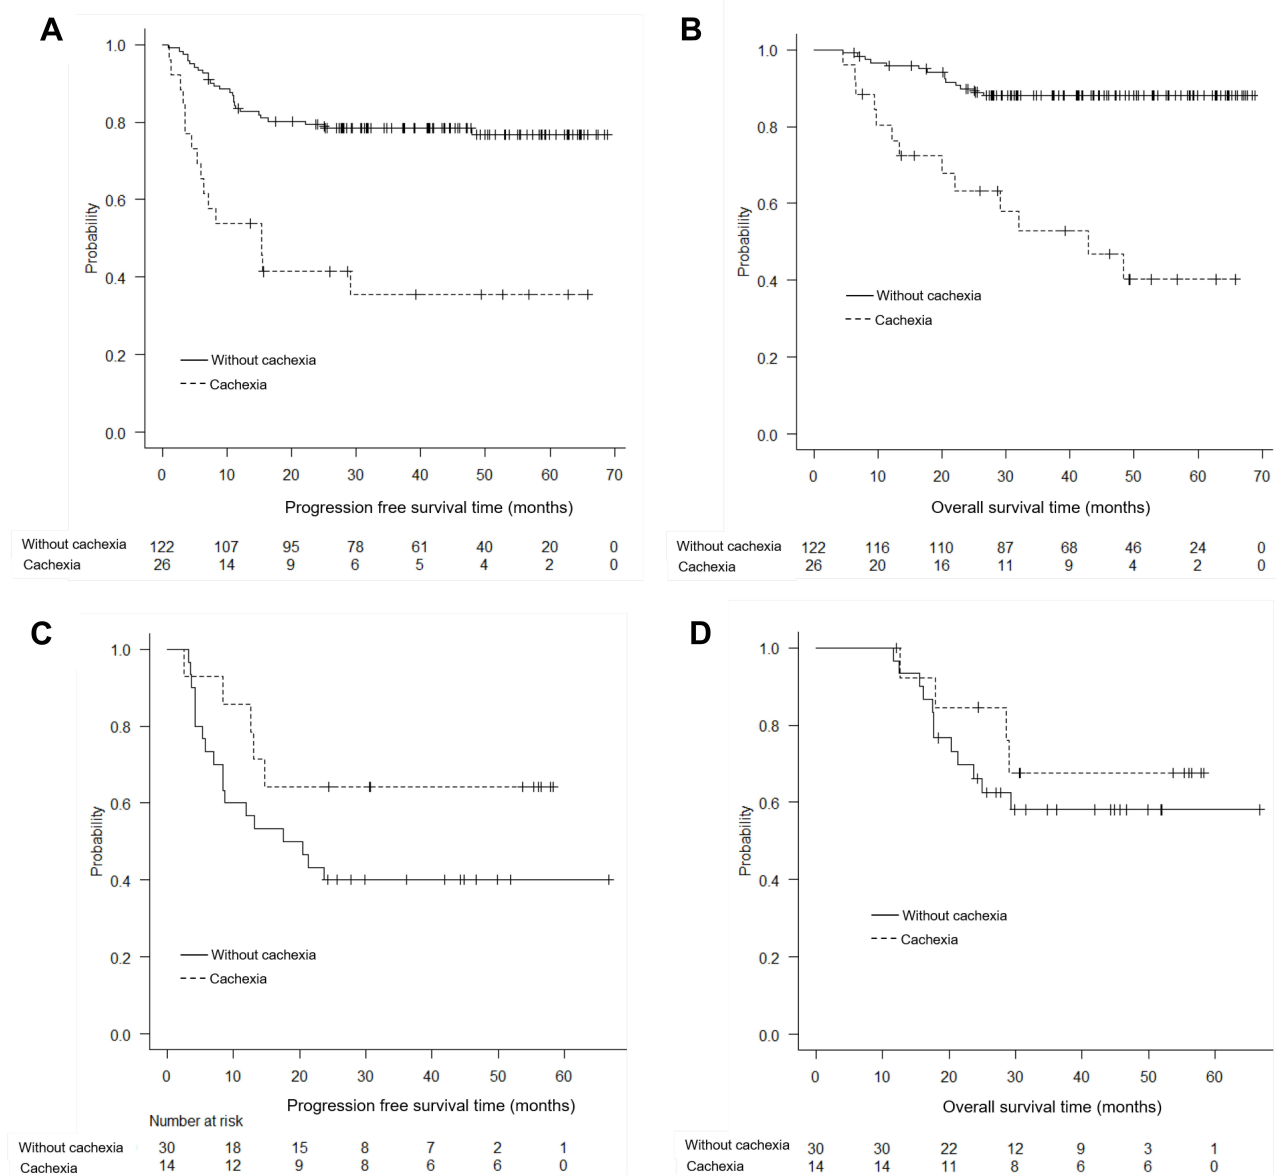 A
1.0
0.8
0.6
0.4
0.2
0.0
Probability
Without cachexia
Cachexia
0 10 20 30 40 50 60 70
Progression free survival time (months)
Without cachexia 122 107 95 78 61 40 20 0
Cachexia 26 14 9 6 5 4 2 0
B
1.0
0.8
0.6
0.4
0.2
0.0
Probability
Without cachexia
Cachexia
0 10 20 30 40 50 60 70
Overall survival time (months)
Without cachexia 122 116 110 87 68 46 24 0
Cachexia 26 20 16 11 9 4 2 0
C
1.0
0.8
0.6
0.4
0.2
0.0
Probability
Without cachexia
Cachexia
0 10 20 30 40 50 60
Progression free survival time (months)
Number at risk
Without cachexia 30 18 15 8 7 2 1
Cachexia 14 12 9 8 6 6 0
D
1.0
0.8
0.6
0.4
0.2
0.0
Probability
Without cachexia
Cachexia
0 10 20 30 40 50 60
Overall survival time (months)
Without cachexia 30 30 22 12 9 3 1
Cachexia 14 14 11 8 6 6 0